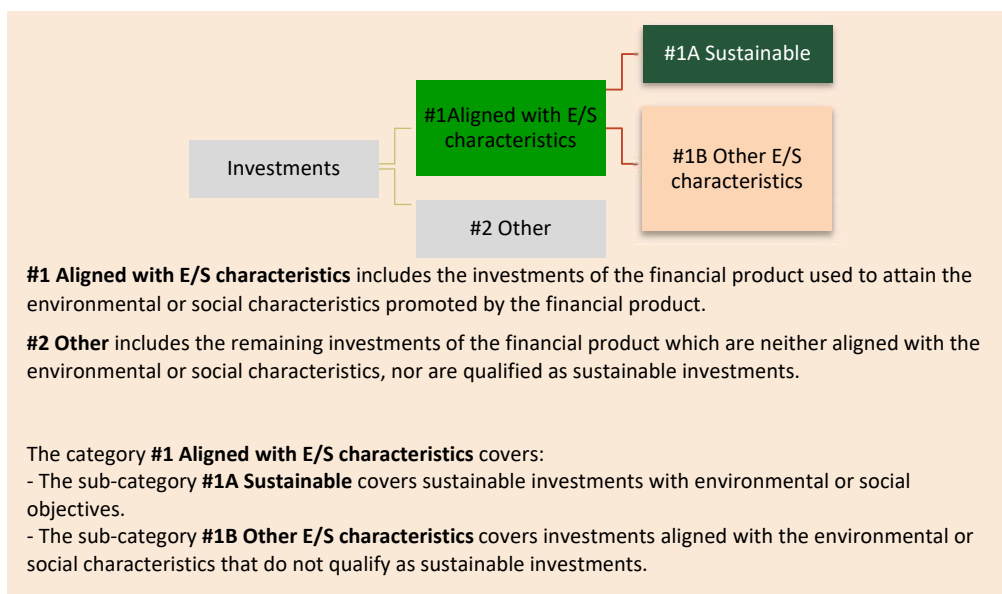 #1A Sustainable
#1Aligned with E/S
characteristics
#1B Other E/S
characteristics
Investments
#2 Other
#1 Aligned with E/S characteristics includes the investments of the financial product used to attain the
environmental or social characteristics promoted by the financial product.
#2 Other includes the remaining investments of the financial product which are neither aligned with the
environmental or social characteristics, nor are qualified as sustainable investments.
The category #1 Aligned with E/S characteristics covers:
- The sub-category #1A Sustainable covers sustainable investments with environmental or social
objectives.
- The sub-category #1B Other E/S characteristics covers investments aligned with the environmental or
social characteristics that do not qualify as sustainable investments.